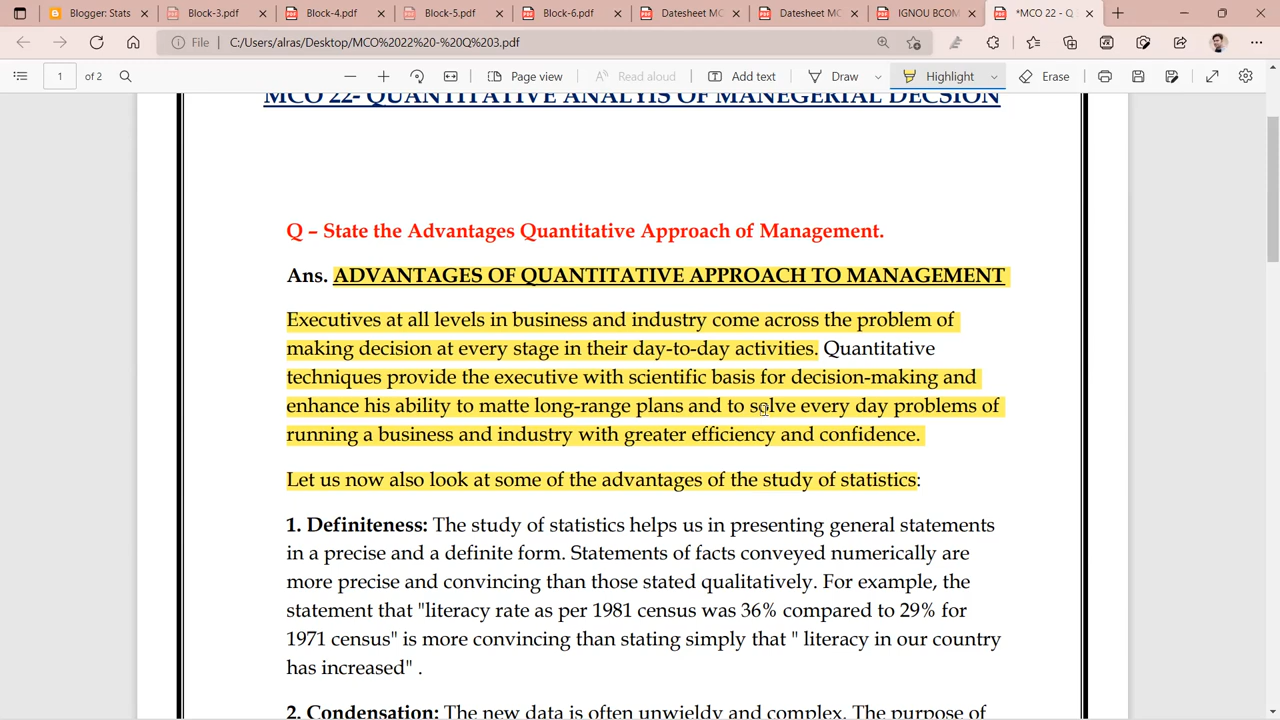 Blogger: Stats
Block-3.pdf
Block-4.pdf
Block-5.pdf
Block-6.pdf
Datesheet MC
Datesheet MC
IGNOU BCOM
*MCO 22 - Q
File C:/Users/alras/Desktop/MCO%2022%20-%20Q%203.pdf
1 of 2
Page view
Read aloud
Add text
Draw
Highlight
Erase
MCO 22- QUANTITATIVE ANALYIS OF MANEGERIAL DECSION
Q – State the Advantages Quantitative Approach of Management.
Ans. ADVANTAGES OF QUANTITATIVE APPROACH TO MANAGEMENT
Executives at all levels in business and industry come across the problem of
making decision at every stage in their day-to-day activities. Quantitative
techniques provide the executive with scientific basis for decision-making and
enhance his ability to matte long-range plans and to solve every day problems of
running a business and industry with greater efficiency and confidence.
Let us now also look at some of the advantages of the study of statistics:
1. Definiteness: The study of statistics helps us in presenting general statements
in a precise and a definite form. Statements of facts conveyed numerically are
more precise and convincing than those stated qualitatively. For example, the
statement that "literacy rate as per 1981 census was 36% compared to 29% for
1971 census" is more convincing than stating simply that " literacy in our country
has increased" .
2. Condensation: The new data is often unwieldy and complex. The purpose of